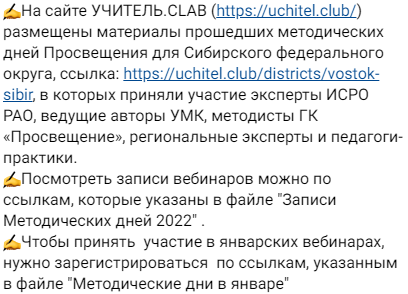 ✍На сайте УЧИТЕЛЬ.CLAB (https://uchitel.club/)
размещены материалы прошедших методических
дней Просвещения для Сибирского федерального
округа, ссылка: https://uchitel.club/districts/vostok-
sibir, в которых приняли участие эксперты ИСРО
РАО, ведущие авторы УМК, методисты ГК
«Просвещение», региональные эксперты и педагоги-
практики.
✍Посмотреть записи вебинаров можно по
ссылкам, которые указаны в файле "Записи
Методических дней 2022" .
✍Чтобы принять  участие в январских вебинарах,
нужно зарегистрироваться  по ссылкам, указанным
в файле "Методические дни в январе"